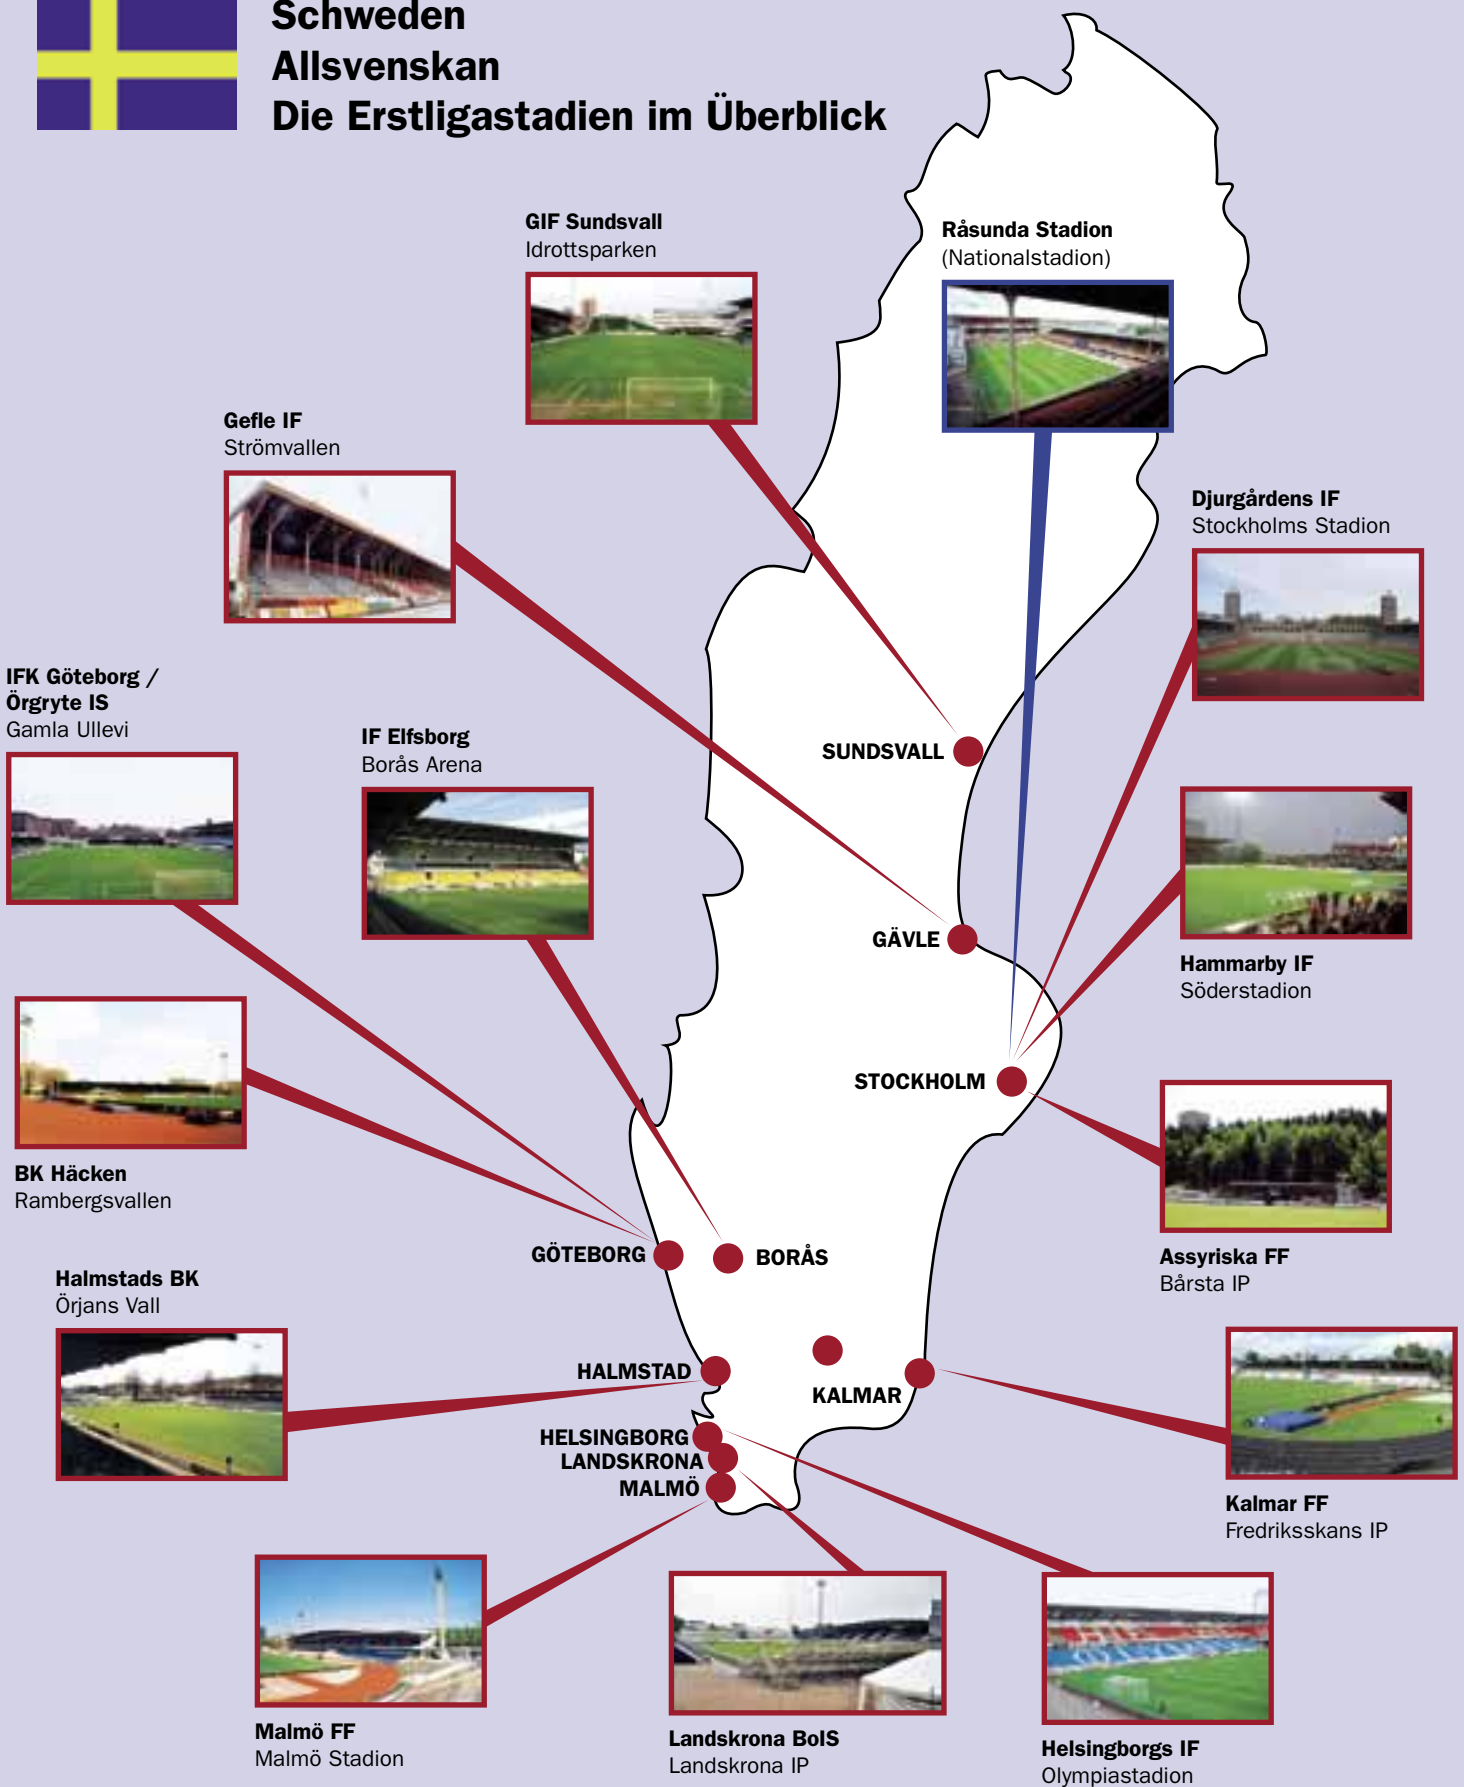 Schweden
Allsvenskan
Die Erstligastadien im Überblick
GIF Sundsvall
Idrottsparken
Råsunda Stadion
(Nationalstadion)
Gefle IF
Strömvallen
Djurgårdens IF
Stockholms Stadion
IFK Göteborg /
Örgryte IS
Gamla Ullevi
IF Elfsborg
Borås Arena
SUNDSVALL
GÄVLE
Hammarby IF
Söderstadion
STOCKHOLM
BK Häcken
Rambergsvallen
GÖTEBORG
BORÅS
Assyriska FF
Bårsta IP
Halmstads BK
Örjans Vall
HALMSTAD
KALMAR
HELSINGBORG
LANDSKRONA
MALMÖ
Kalmar FF
Fredriksskans IP
Malmö FF
Malmö Stadion
Landskrona BoIS
Landskrona IP
Helsingborgs IF
Olympiastadion